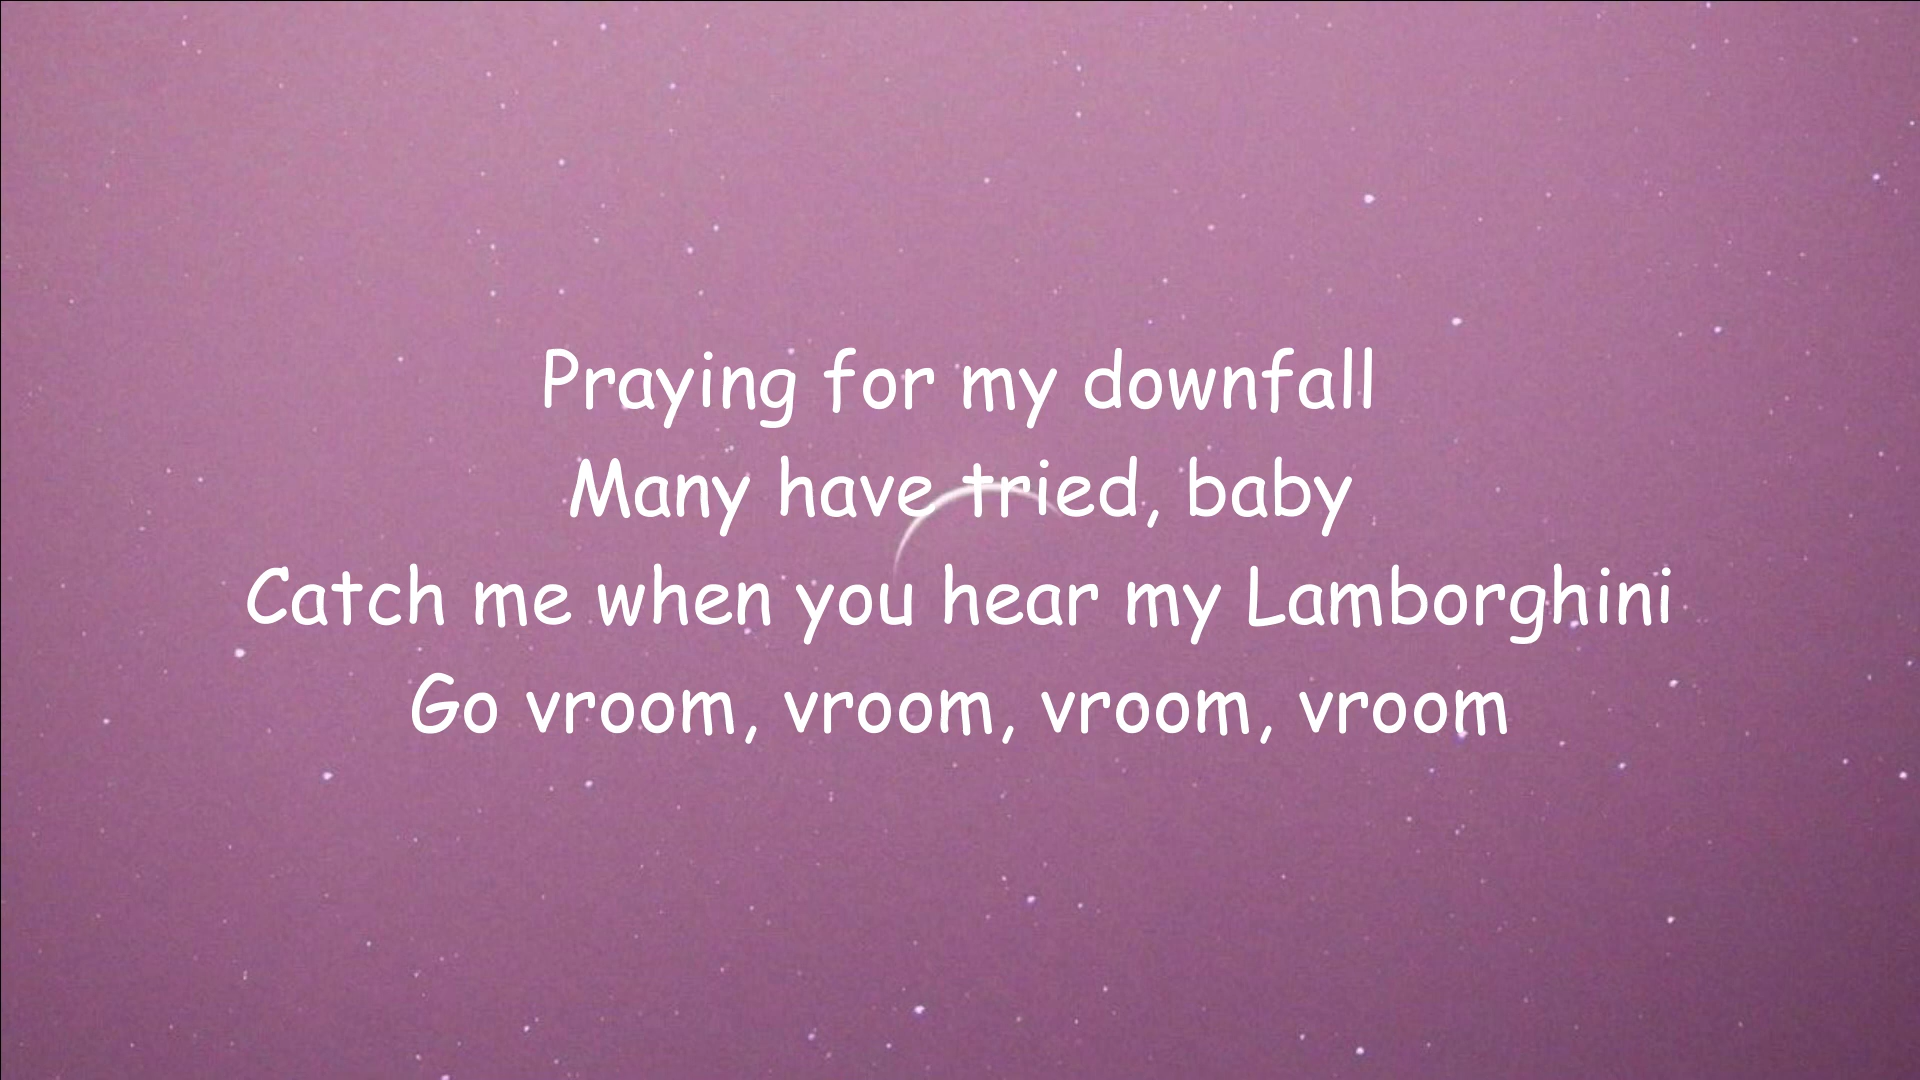 Praying for my downfall
Many have tried, baby
Catch me when you hear my Lamborghini
Go vroom, vroom, vroom, vroom